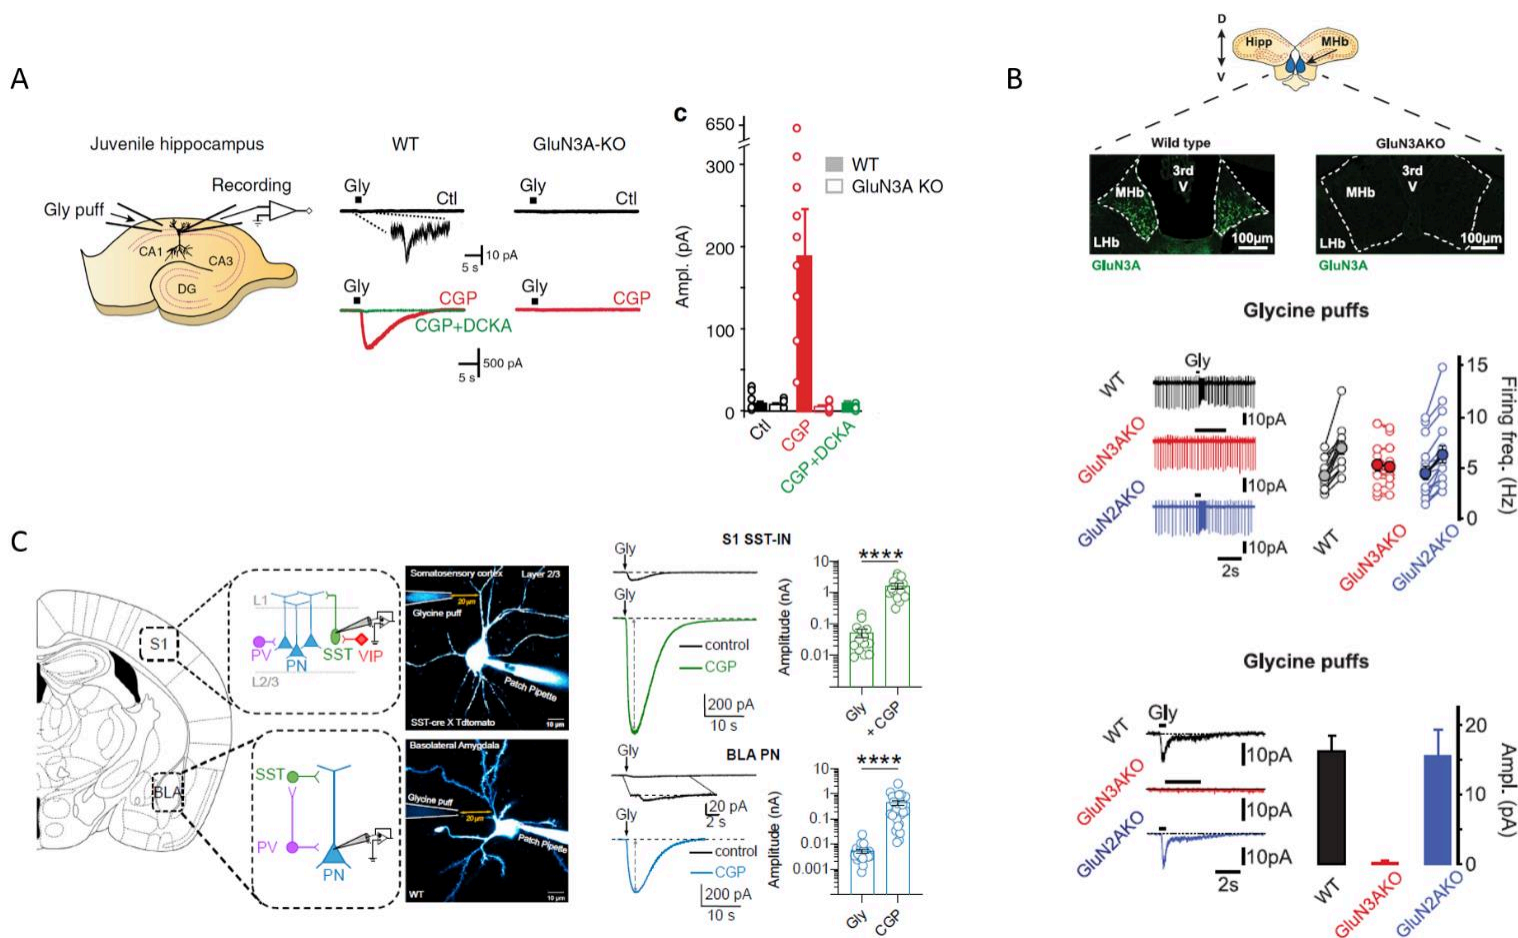 A
Juvenile hippocampus
WT
GluN3A-KO
Recording
Gly puff
CA1
CA3
DG
Gly
Ctl
10 pA
5 s
Gly
Ctl
Gly
CGP
CGP+DCKA
500 pA
5 s
Gly
CGP
c
650
300
200
100
0
Ampl. (pA)
WT
GluN3A KO
Ctl
CGP
CGP+DCKA
B
D
V
Hipp
MHb
Wild type
GluN3AKO
3rd
V
MHb
LHb
100µm
GluN3A
3rd
V
MHb
LHb
100µm
GluN3A
Glycine puffs
Gly
WT
10pA
GluN3AKO
10pA
GluN2AKO
10pA
2s
15
10
5
0
Firing freq. (Hz)
WT
GluN3AKO
GluN2AKO
Glycine puffs
Gly
WT
10pA
GluN3AKO
10pA
GluN2AKO
10pA
2s
20
10
0
Ampl. (pA)
WT
GluN3AKO
GluN2AKO
C
S1
BLA
L1
PV
PN
SST
VIP
L2/3
SST
PV
PN
Somatosensory cortex
Layer 2/3
20 µm
Glycine puff
Patch Pipette
SST-cre X Tdtomato
10 µm
Basolateral Amygdala
Glycine puff
20 µm
Patch Pipette
WT
10 µm
S1 SST-IN
Gly
Gly
control
CGP
200 pA
10 s
10
1
0.1
0.01
Amplitude (nA)
****
Gly
+ CGP
BLA PN
Gly
20 pA
2 s
control
CGP
200 pA
10 s
10
1
0.1
0.01
0.001
Amplitude (nA)
****
Gly
CGP